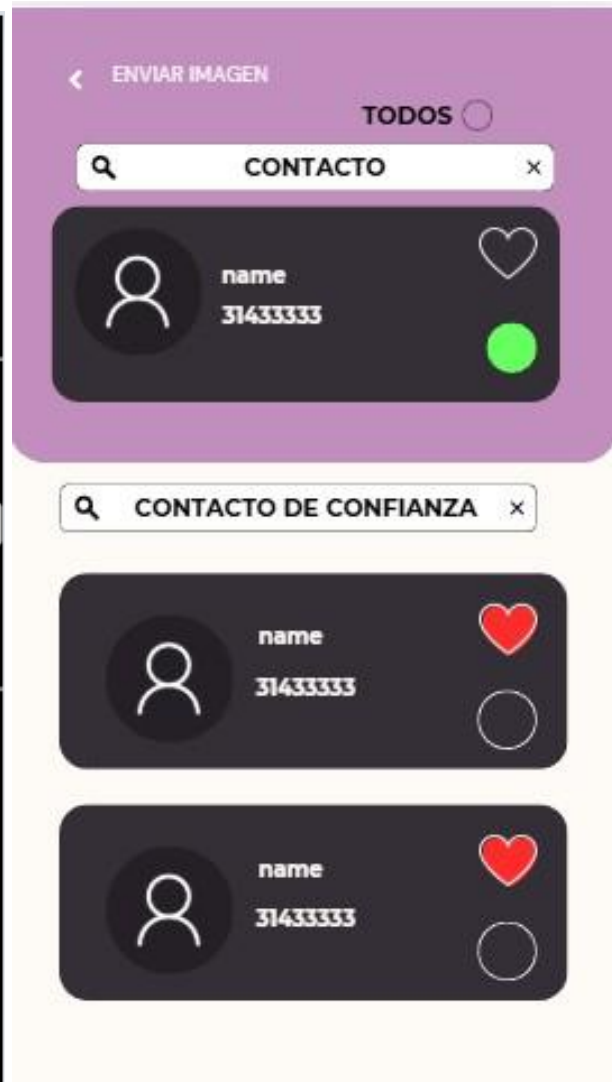 ENVIAR IMAGEN
TODOS
CONTACTO
name
31433333
CONTACTO DE CONFIANZA
name
31433333
name
31433333